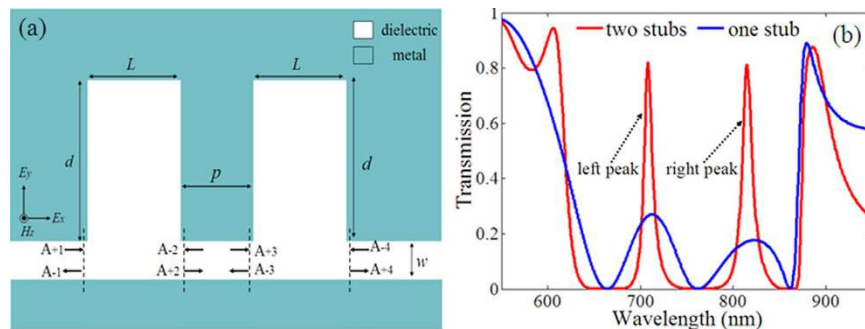 (a)
dielectric
metal
L
L
d
p
d
Ey
Hz
Ex
A+1
A-2
A+3
A-4
w
A-1
A+2
A-3
A+4
(b)
two stubs
one stub
left peak
right peak
Transmission
1
0.8
0.6
0.4
0.2
0
600
700
800
900
Wavelength (nm)